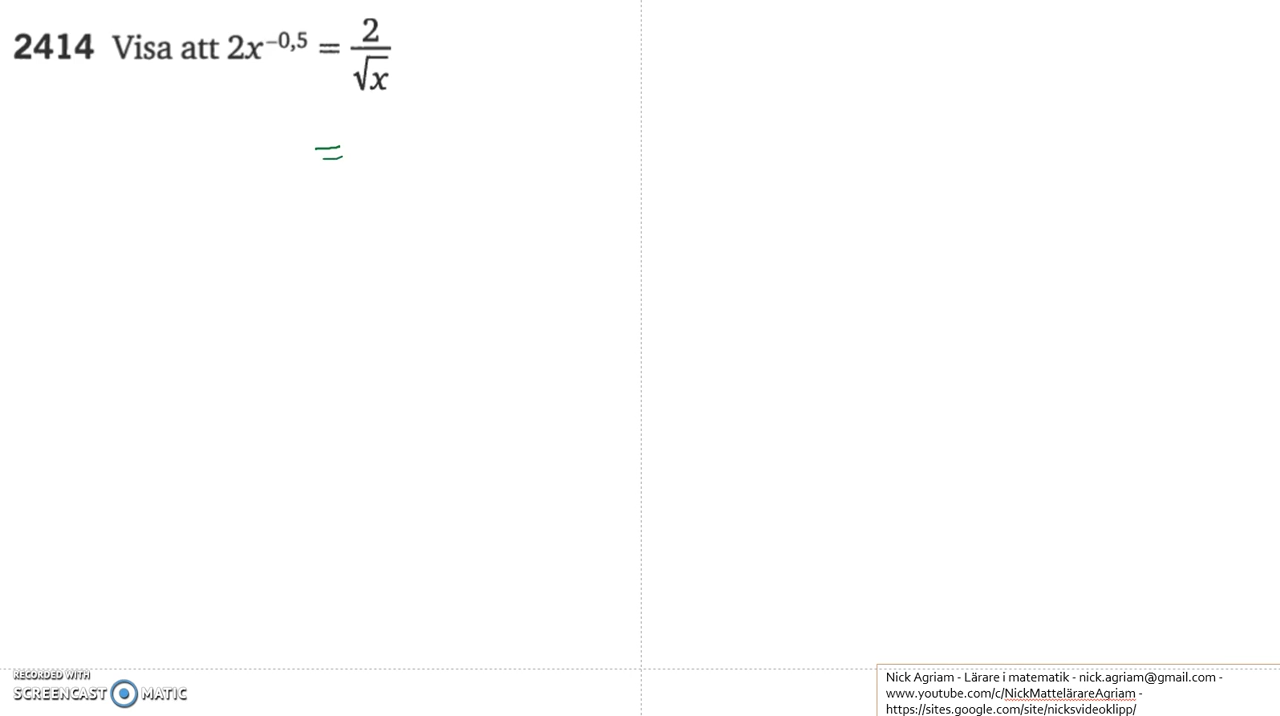 2414 Visa att 2x⁻⁰,⁵ = 2/√x
=
RECORDED WITH
SCREENCAST MATIC
Nick Agriam - Lärare i matematik - nick.agriam@gmail.com -
www.youtube.com/c/NickMattelärareAgriam -
https://sites.google.com/site/nicksvideoklipp/